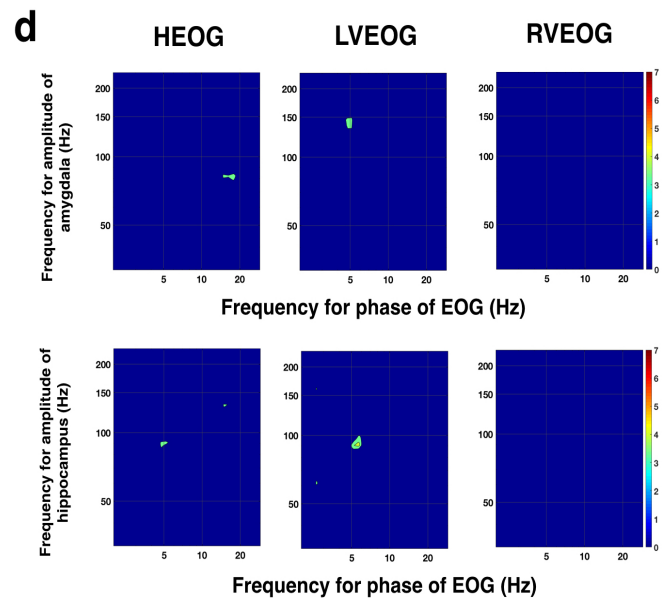 d
HEOG LVEOG RVEOG
Frequency for amplitude of
amygdala (Hz)
200 150 100 50
5 10 20
200 150 100 50
5 10 20
200 150 100 50
5 10 20
7 6 5 4 3 2 1 0
Frequency for phase of EOG (Hz)
Frequency for amplitude of
hippocampus (Hz)
200 150 100 50
5 10 20
200 150 100 50
5 10 20
200 150 100 50
5 10 20
7 6 5 4 3 2 1 0
Frequency for phase of EOG (Hz)